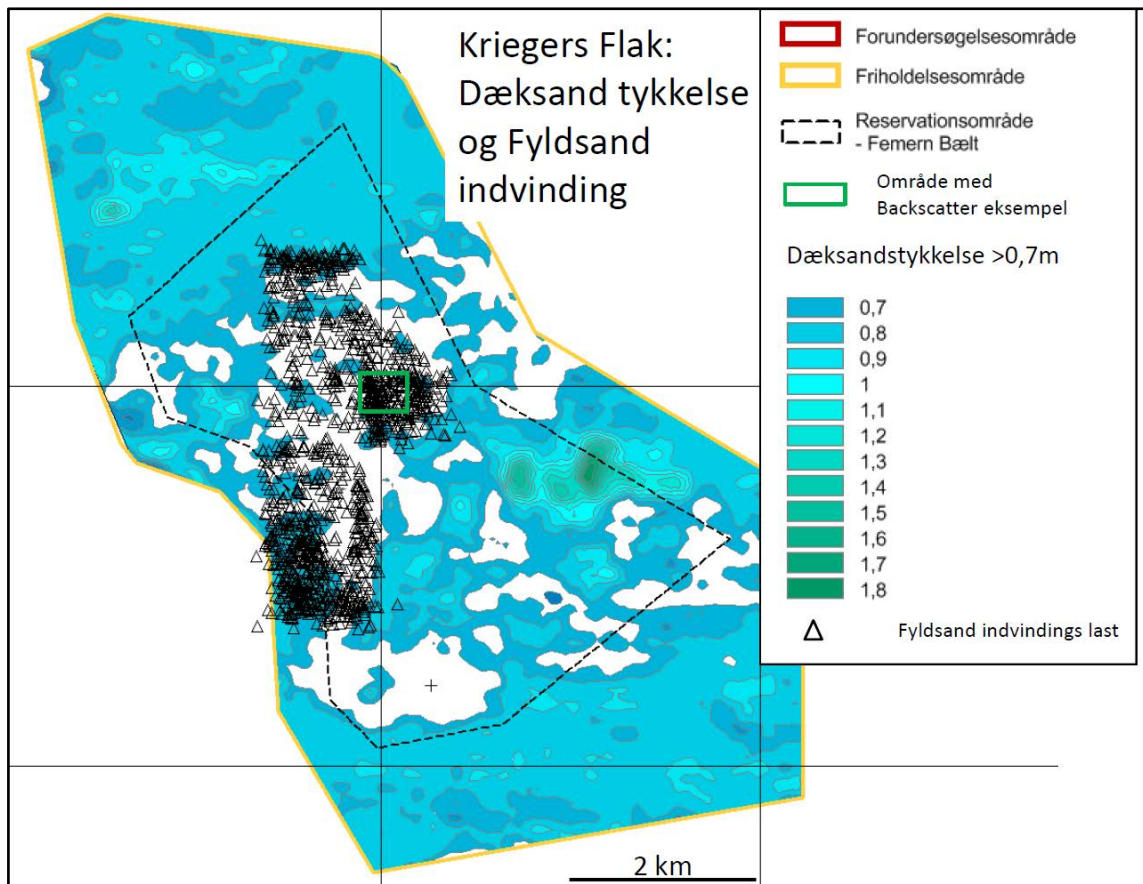 Kriegers Flak:
Dæksand tykkelse
og Fyldsand
indvinding
Forundersøgelsesområde
Friholdelsesområde
Reservationsområde
- Femern Bælt
Område med
Backscatter eksempel
Dæksandstykkelse >0,7m
0,7
0,8
0,9
1
1,1
1,2
1,3
1,4
1,5
1,6
1,7
1,8
Fyldsand indvindings last
2 km